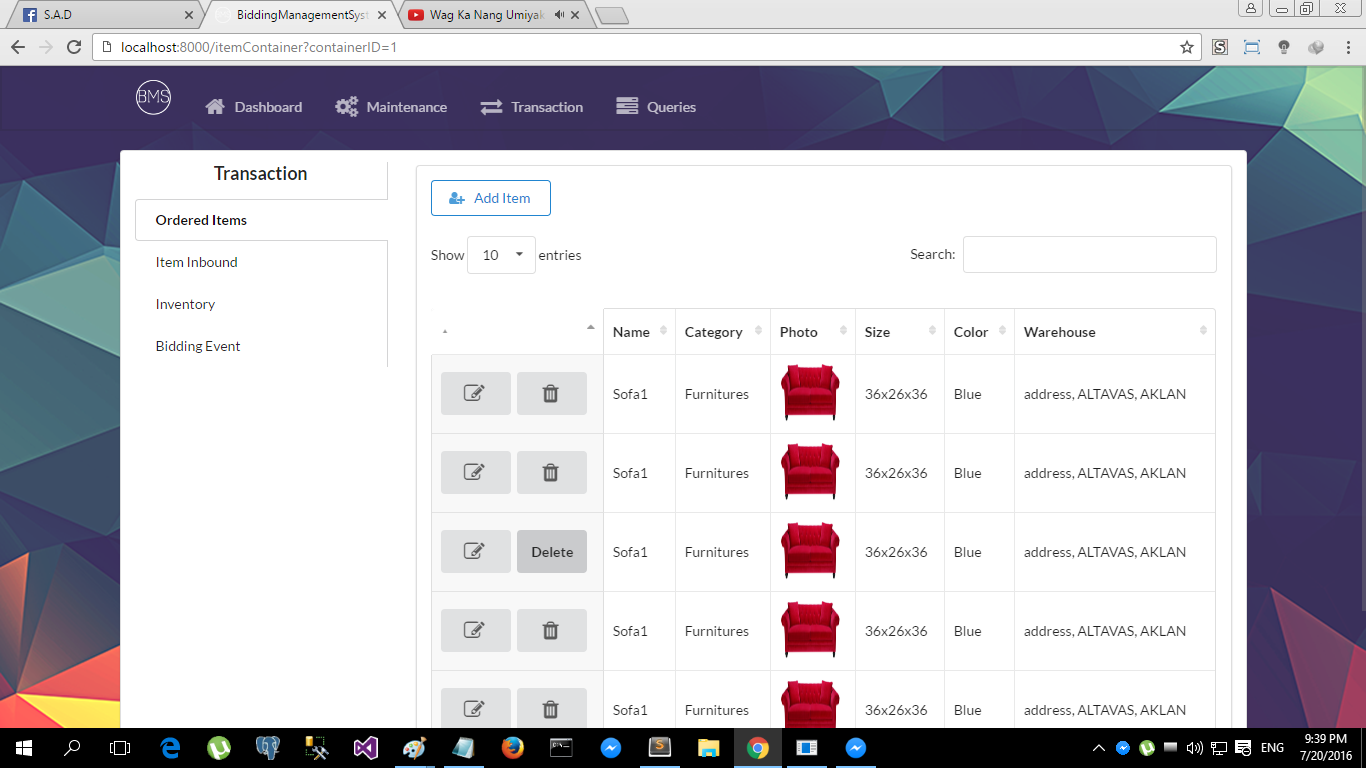 S.A.D
BiddingManagementSyst
Wag Ka Nang Umiyak
localhost:8000/itemContainer?containerID=1
BMS
Dashboard
Maintenance
Transaction
Queries
Transaction
Ordered Items
Item Inbound
Inventory
Bidding Event
Add Item
Show 10 entries
Search:
Name Category Photo Size Color Warehouse
Sofa1 Furnitures 36x26x36 Blue address, ALTAVAS, AKLAN
Sofa1 Furnitures 36x26x36 Blue address, ALTAVAS, AKLAN
Delete Sofa1 Furnitures 36x26x36 Blue address, ALTAVAS, AKLAN
Sofa1 Furnitures 36x26x36 Blue address, ALTAVAS, AKLAN
Sofa1 Furnitures 36x26x36 Blue address, ALTAVAS, AKLAN
ENG
9:39 PM
7/20/2016